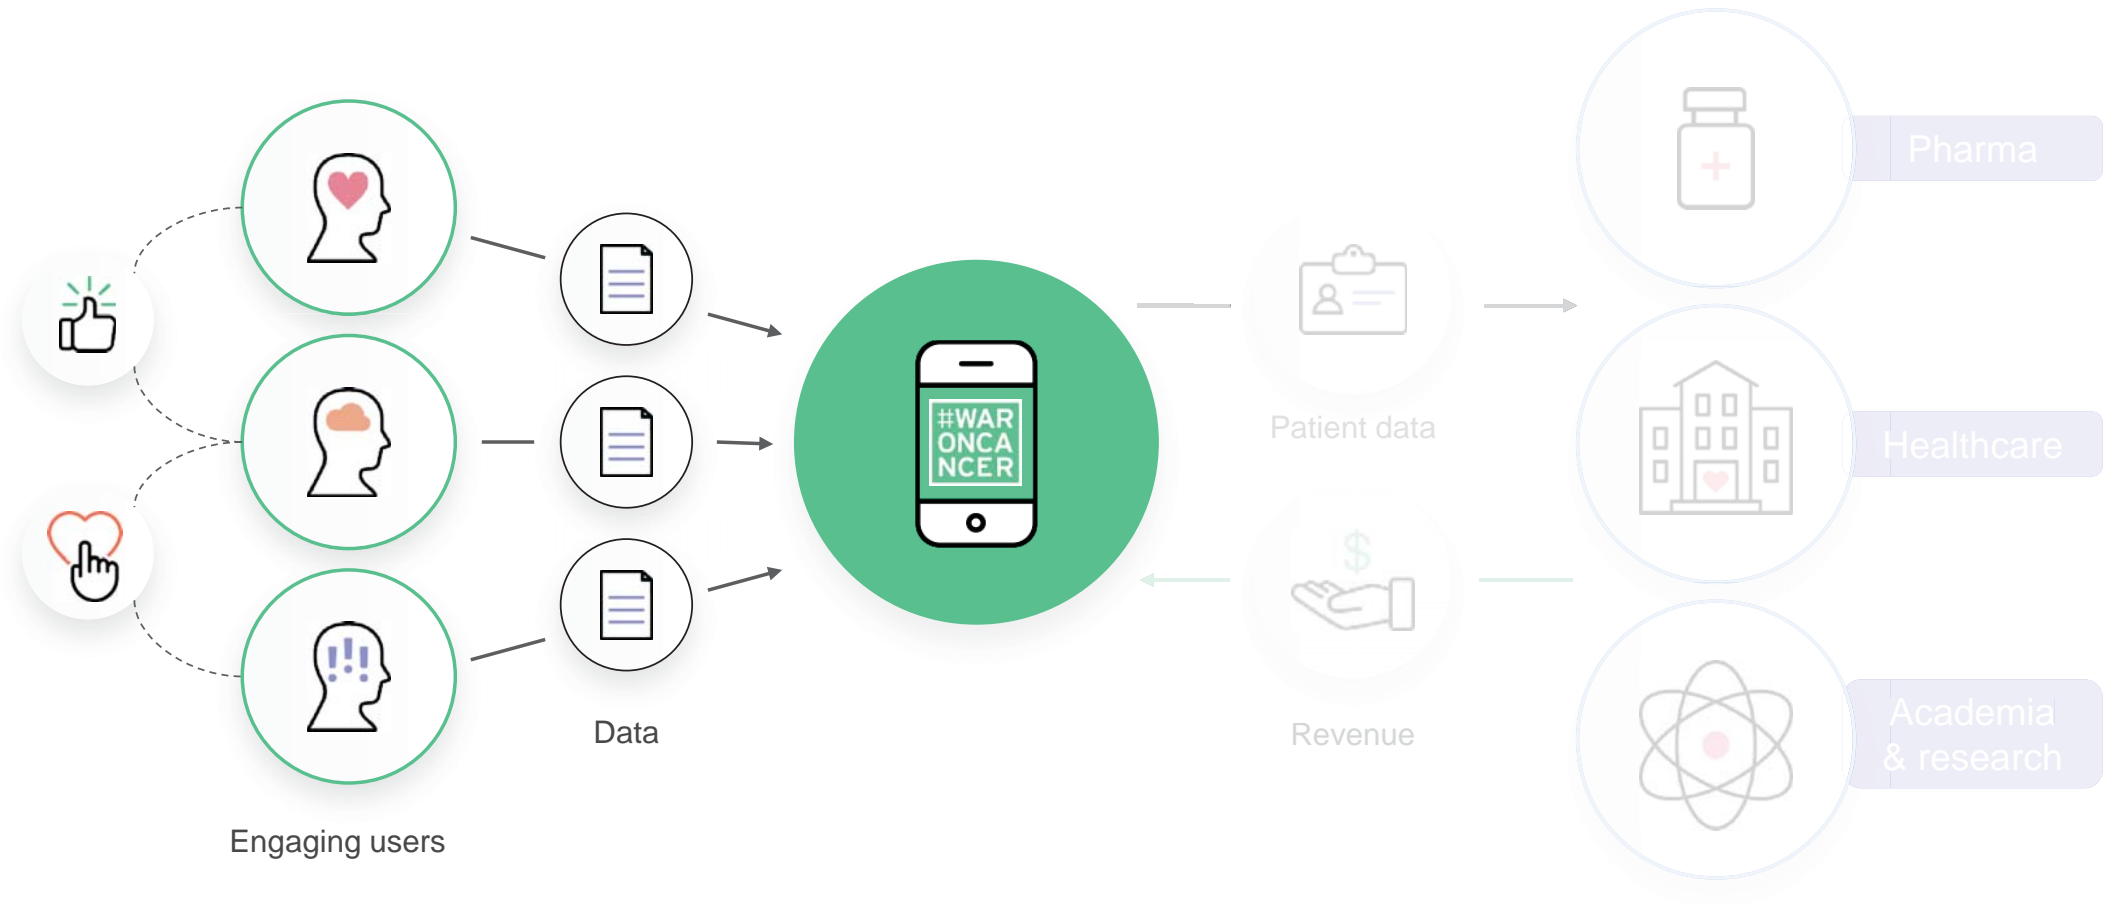 Engaging users
Data
#WAR
ONCA
NCER
Patient data
$
Revenue
Pharma
Healthcare
Academia
& research